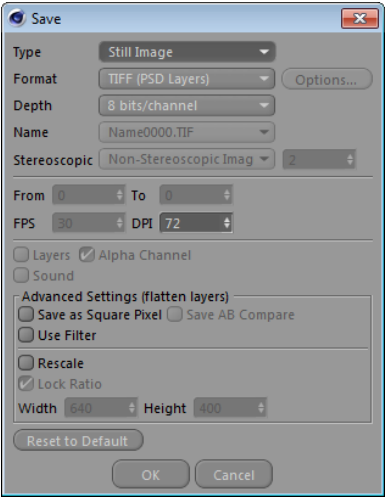 Save
Type Still Image
Format TIFF (PSD Layers) Options...
Depth 8 bits/channel
Name Name0000.TIF
Stereoscopic Non-Stereoscopic Imag 2
From 0 To 0
FPS 30 DPI 72
Layers Alpha Channel
Sound
Advanced Settings (flatten layers)
Save as Square Pixel Save AB Compare
Use Filter
Rescale
Lock Ratio
Width 640 Height 400
Reset to Default
OK Cancel